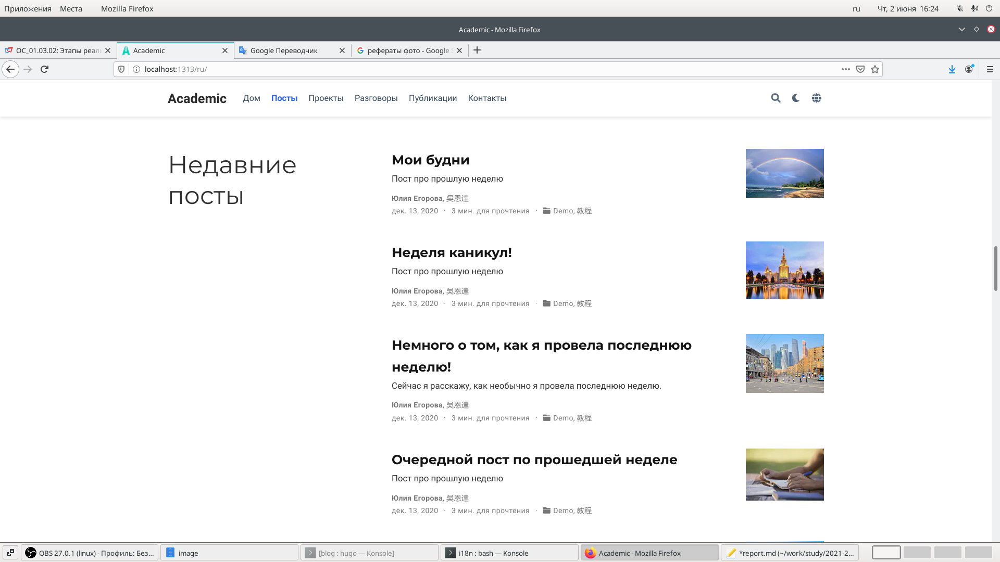 Приложения Места Mozilla Firefox ru Чт, 2 июня 16:24
Academic - Mozilla Firefox
ОС_01.03.02: Этапы реал Academic Google Переводчик рефераты фото - Google
localhost:1313/ru/
Academic Дом Посты Проекты Разговоры Публикации Контакты
Недавние
посты
Мои будни
Пост про прошлую неделю
Юлия Егорова, 吳恩達
дек. 13, 2020 · 3 мин. для прочтения · Demo, 教程
Неделя каникул!
Пост про прошлую неделю
Юлия Егорова, 吳恩達
дек. 13, 2020 · 3 мин. для прочтения · Demo, 教程
Немного о том, как я провела последнюю
неделю!
Сейчас я расскажу, как необычно я провела последнюю неделю.
Юлия Егорова, 吳恩達
дек. 13, 2020 · 3 мин. для прочтения · Demo, 教程
Очередной пост по прошедшей неделе
Пост про прошлую неделю
Юлия Егорова, 吳恩達
дек. 13, 2020 · 3 мин. для прочтения · Demo, 教程
OBS 27.0.1 (linux) - Профиль: Без... image [blog : hugo — Konsole] i18n : bash — Konsole Academic - Mozilla Firefox *report.md (~/work/study/2021-2...